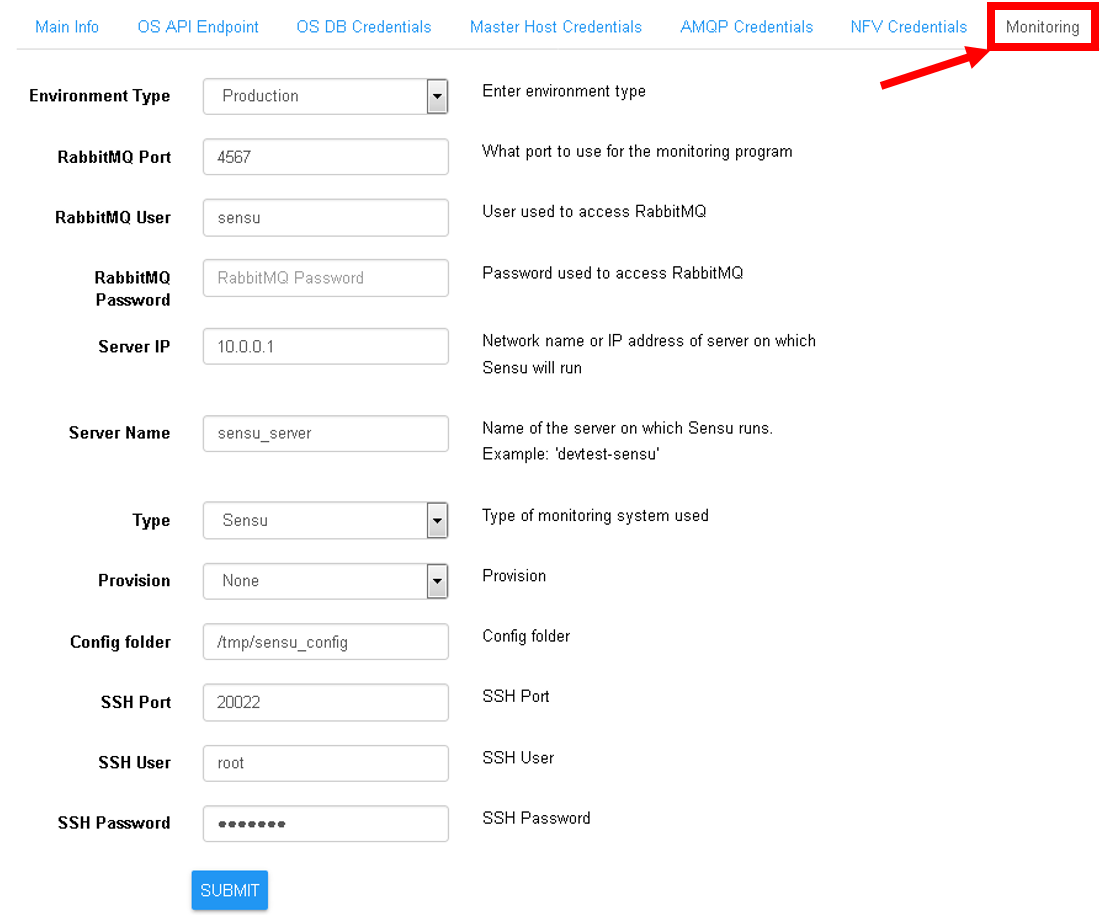 Main Info OS API Endpoint OS DB Credentials Master Host Credentials AMQP Credentials NFV Credentials Monitoring
Environment Type Production Enter environment type
RabbitMQ Port 4567 What port to use for the monitoring program
RabbitMQ User sensu User used to access RabbitMQ
RabbitMQ Password RabbitMQ Password Password used to access RabbitMQ
Server IP 10.0.0.1 Network name or IP address of server on which
Sensu will run
Server Name sensu_server Name of the server on which Sensu runs.
Example: 'devtest-sensu'
Type Sensu Type of monitoring system used
Provision None Provision
Config folder /tmp/sensu_config Config folder
SSH Port 20022 SSH Port
SSH User root SSH User
SSH Password ●●●●●●● SSH Password
SUBMIT